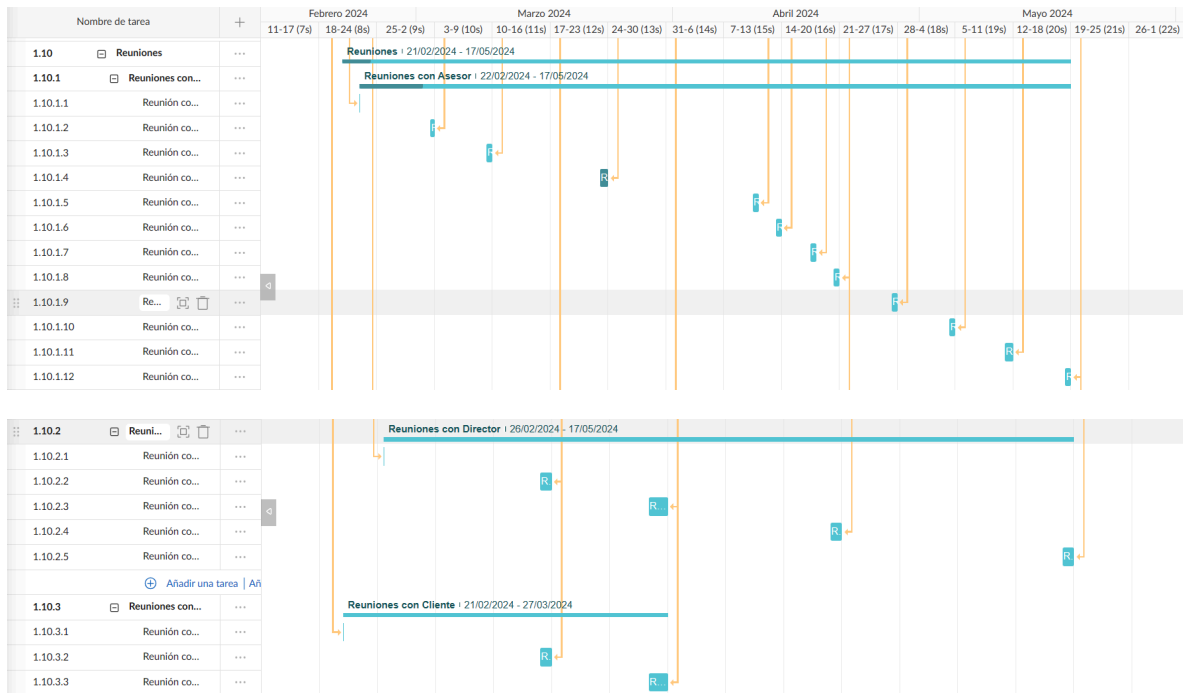 Nombre de tarea
Febrero 2024 Marzo 2024 Abril 2024 Mayo 2024
11-17 (7s) 18-24 (8s) 25-2 (9s) 3-9 (10s) 10-16 (11s) 17-23 (12s) 24-30 (13s) 31-6 (14s) 7-13 (15s) 14-20 (16s) 21-27 (17s) 28-4 (18s) 5-11 (19s) 12-18 (20s) 19-25 (21s) 26-1 (22s)
1.10 Reuniones Reuniones 21/02/2024 - 17/05/2024
1.10.1 Reuniones con... Reuniones con Asesor 22/02/2024 - 17/05/2024
1.10.1.1 Reunión co...
1.10.1.2 Reunión co...
1.10.1.3 Reunión co...
1.10.1.4 Reunión co... R
1.10.1.5 Reunión co...
1.10.1.6 Reunión co...
1.10.1.7 Reunión co...
1.10.1.8 Reunión co...
1.10.1.9 Re...
1.10.1.10 Reunión co...
1.10.1.11 Reunión co... R
1.10.1.12 Reunión co...
1.10.2 Reuni... Reuniones con Director 26/02/2024 - 17/05/2024
1.10.2.1 Reunión co...
1.10.2.2 Reunión co... R.
1.10.2.3 Reunión co... R...
1.10.2.4 Reunión co... R.
1.10.2.5 Reunión co... R.
Añadir una tarea | Añ
1.10.3 Reuniones con... Reuniones con Cliente 21/02/2024 - 27/03/2024
1.10.3.1 Reunión co...
1.10.3.2 Reunión co... R.
1.10.3.3 Reunión co... R...